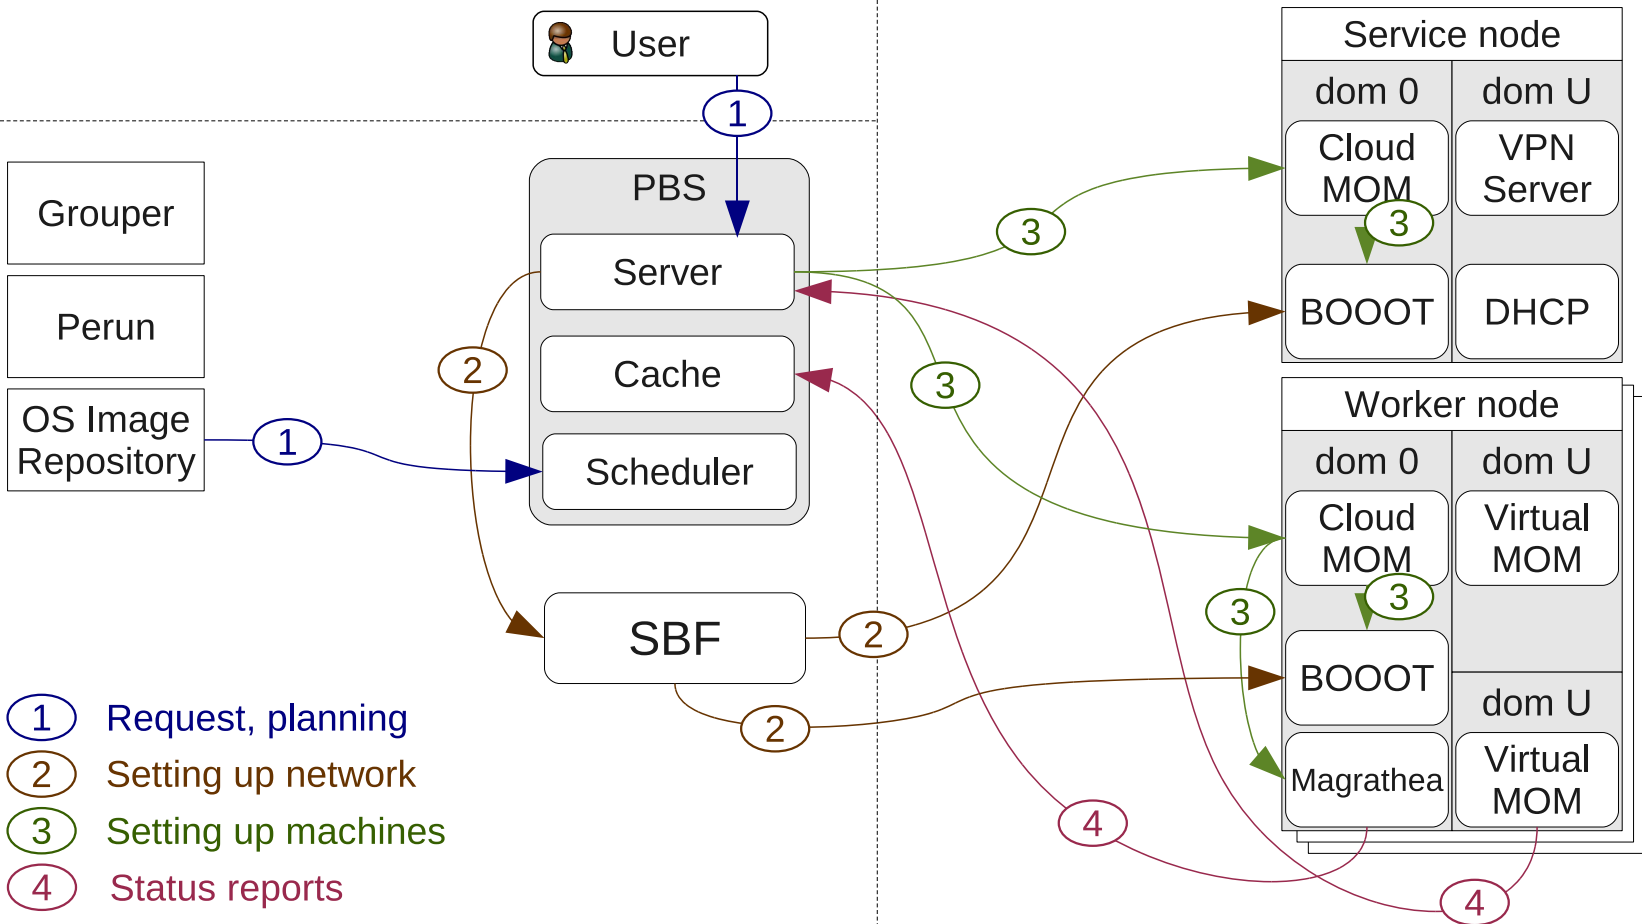 User
1
Grouper
Perun
OS Image
Repository
1
PBS
Server
Cache
Scheduler
2
SBF
2
2
3
3
Service node
dom 0
dom U
Cloud
MOM
VPN
Server
3
BOOOT
DHCP
Worker node
dom 0
dom U
Cloud
MOM
Virtual
MOM
3
3
BOOOT
dom U
Magrathea
Virtual
MOM
4
4
1 Request, planning
2 Setting up network
3 Setting up machines
4 Status reports